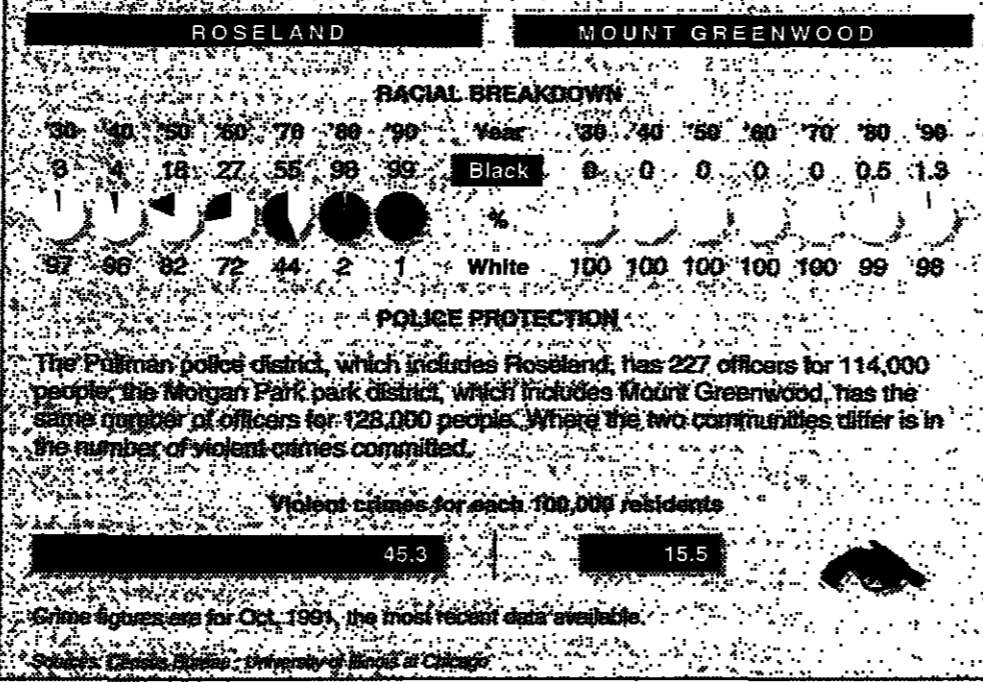 ROSELAND MOUNT GREENWOOD
RACIAL BREAKDOWN
'30 '40 '50 '60 '70 '80 '90 Year '30 '40 '50 '60 '70 '80 '90
3 4 18 27 55 98 99 Black 0 0 0 0 0 0.5 1.3
%
97 96 82 72 44 2 1 White 100 100 100 100 100 99 98
POLICE PROTECTION
The Pullman police district, which includes Roseland, has 227 officers for 114,000
people; the Morgan Park park district, which includes Mount Greenwood, has the
same number of officers for 128,000 people. Where the two communities differ is in
the number of violent crimes committed.
Violent crimes for each 100,000 residents
45.3 15.5
Crime figures are for Oct. 1991, the most recent data available.
Sources: Census Bureau; University of Illinois at Chicago